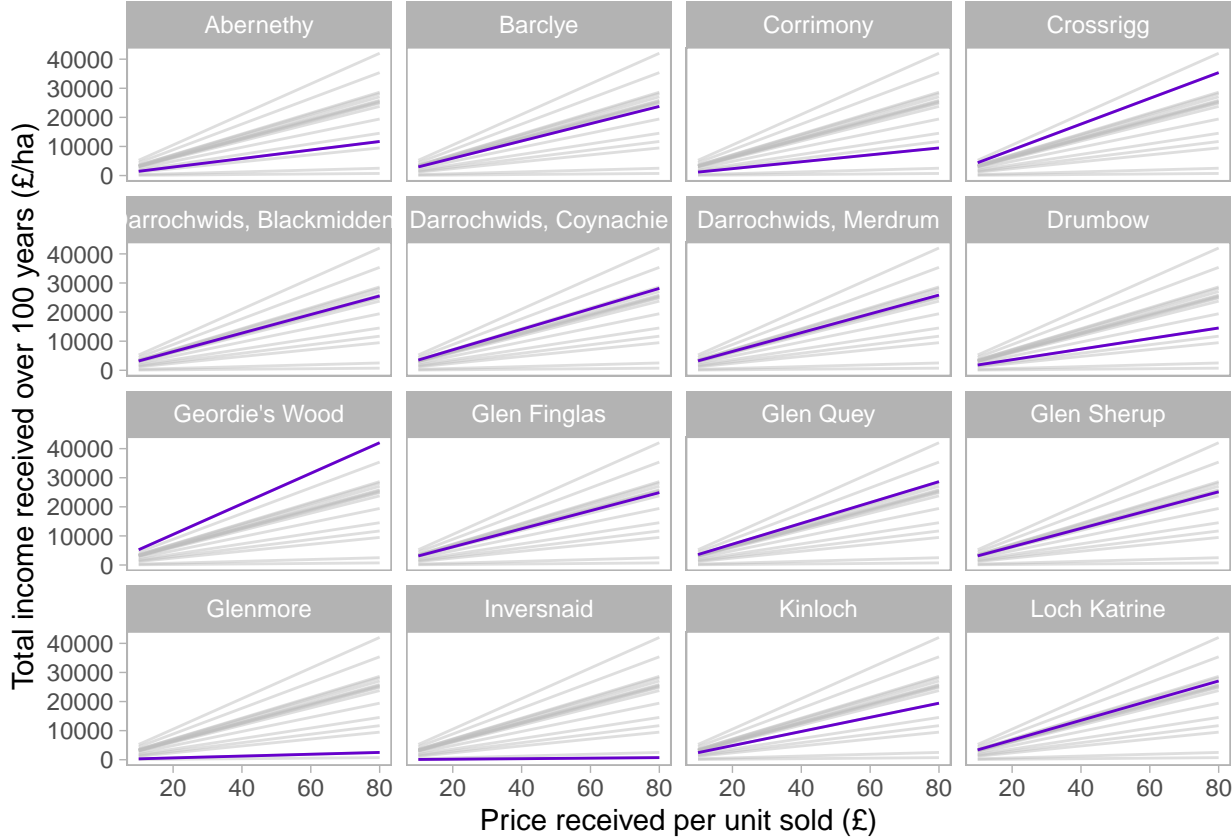 Abernethy
Barclye
Corrimony
Crossrigg
40000
30000
20000
10000
0
Darrochwids, Blackmidden
Darrochwids, Coynachie
Darrochwids, Merdrum
Drumbow
40000
30000
20000
10000
0
Geordie's Wood
Glen Finglas
Glen Quey
Glen Sherup
40000
30000
20000
10000
0
Glenmore
Inversnaid
Kinloch
Loch Katrine
40000
30000
20000
10000
0
20 40 60 80
20 40 60 80
20 40 60 80
20 40 60 80
Price received per unit sold (£)
Total income received over 100 years (£/ha)